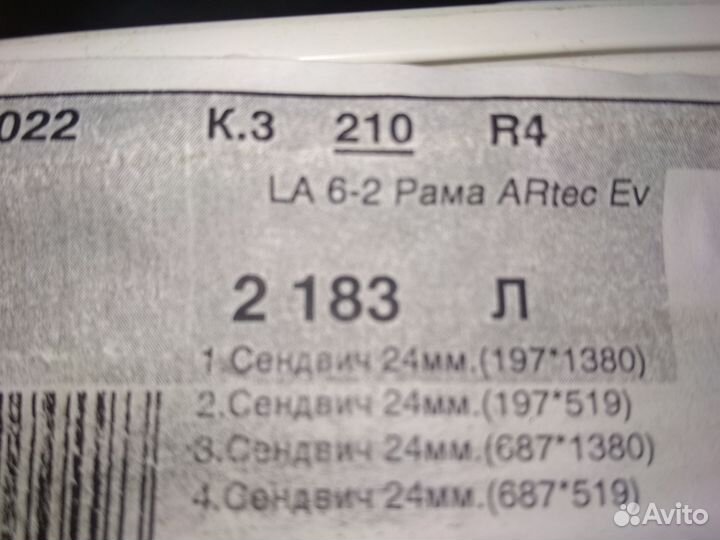 022 К.3 210 R4
LA 6-2 Рама ARtec Ev
2 183 Л
1.Сендвич 24мм.(197*1380)
2.Сендвич 24мм.(197*519)
3.Сендвич 24мм.(687*1380)
4.Сендвич 24мм.(687*519)
Avito